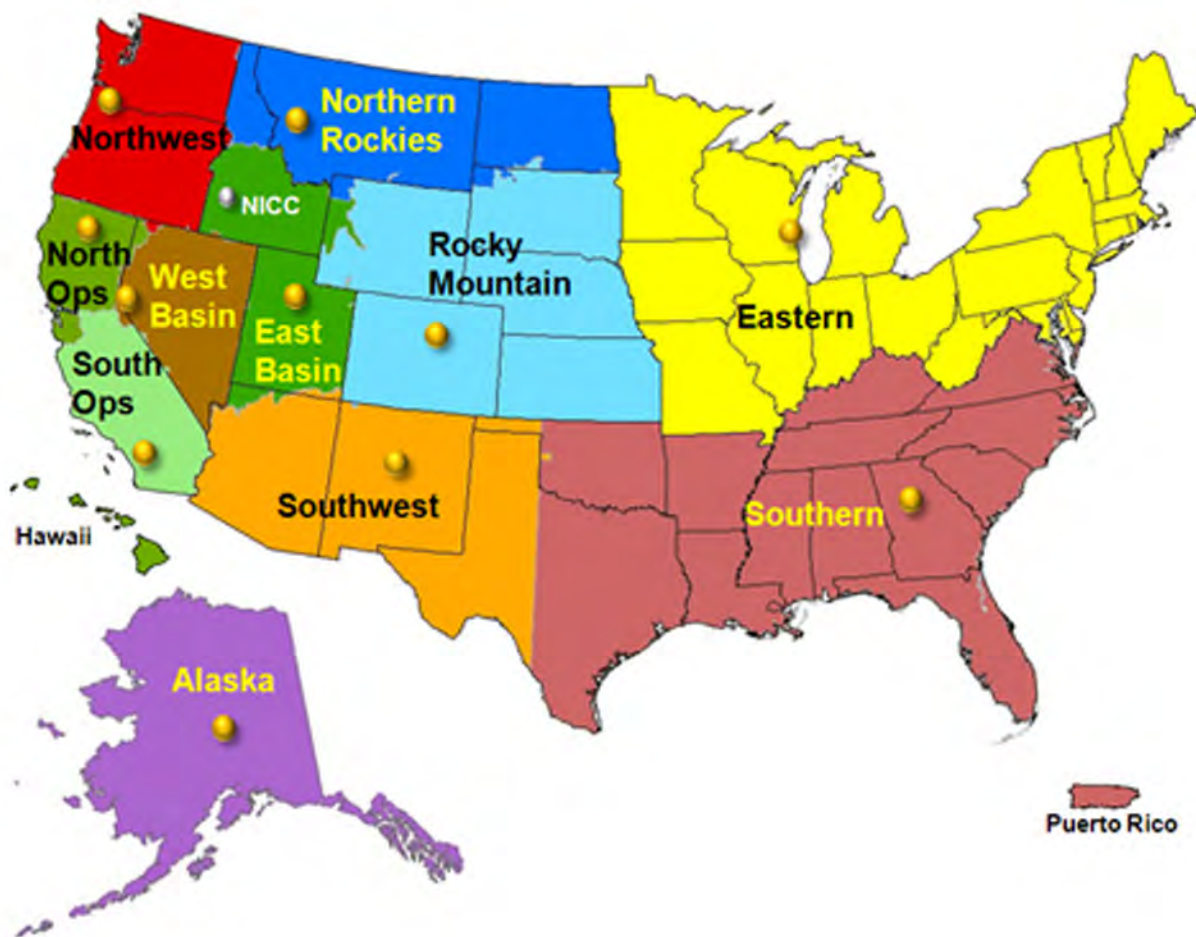 Northern
Rockies
Northwest
NICC
North
Ops
West
Basin
Rocky
Mountain
East
Basin
Eastern
South
Ops
Southwest
Southern
Hawaii
Alaska
Puerto Rico